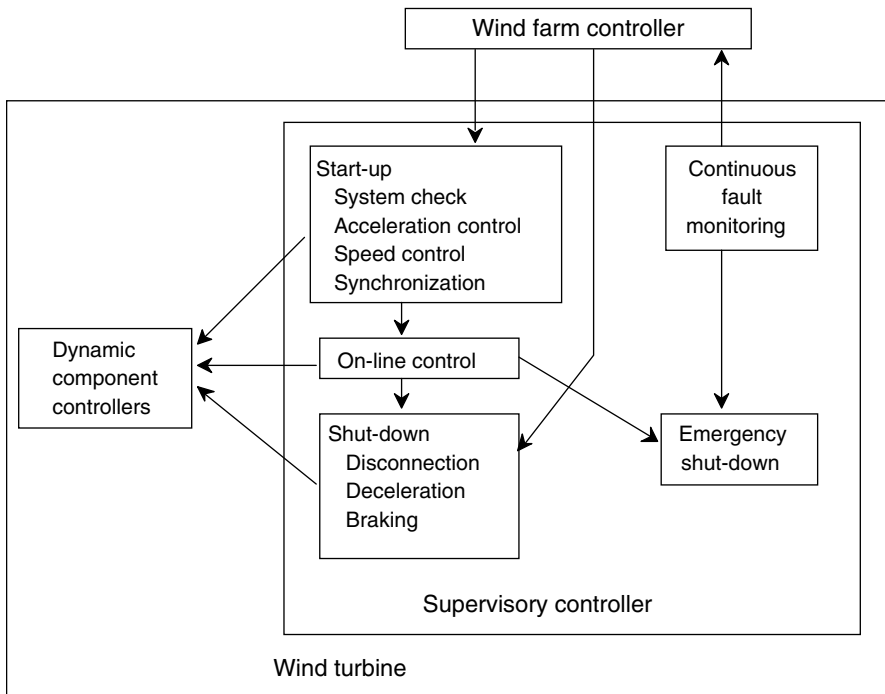 Wind farm controller
Start-up
System check
Acceleration control
Speed control
Synchronization
Continuous
fault
monitoring
Dynamic
component
controllers
On-line control
Shut-down
Disconnection
Deceleration
Braking
Emergency
shut-down
Supervisory controller
Wind turbine